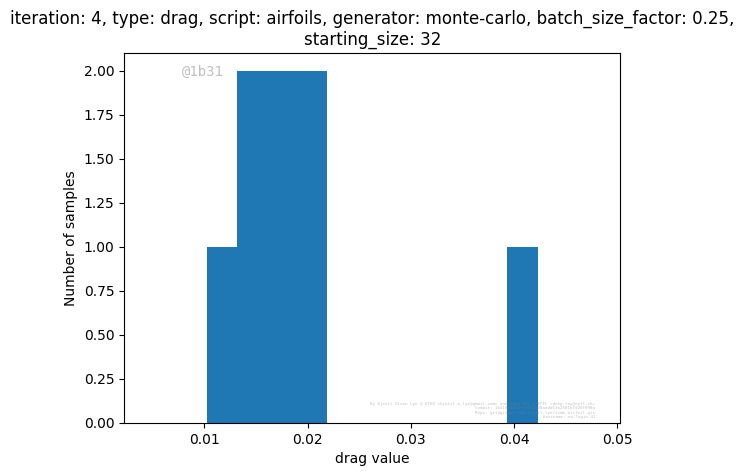 iteration: 4, type: drag, script: airfoils, generator: monte-carlo, batch_size_factor: 0.25,
starting_size: 32
@1b31
2.00
1.75
1.50
1.25
1.00
0.75
0.50
0.25
0.00
Number of samples
0.01 0.02 0.03 0.04 0.05
drag value